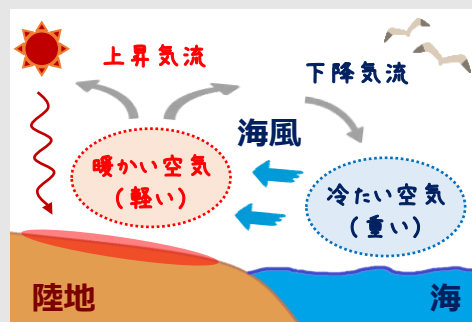 上昇気流
下降気流
海風
暖かい空気
(軽い)
冷たい空気
(重い)
陸地
海